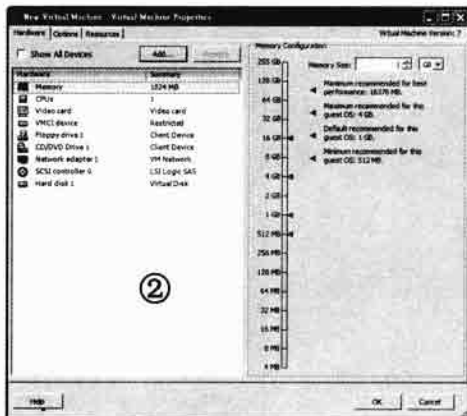 New Virtual Machine - Virtual Machine Properties
Hardware Options Resources
Virtual Machine Version: 7
Show All Devices
Add...
Remove
Hardware Summary
Memory 1024 MB
CPUs 1
Video card Video card
VMCI device Restricted
Floppy drive 1 Client Device
CD/DVD Drive 1 Client Device
Network adapter 1 VM Network
SCSI controller 0 LSI Logic SAS
Hard disk 1 Virtual Disk
②
Memory Configuration
255 GB
Memory Size: 1 GB
128 GB
64 GB
32 GB
16 GB
8 GB
4 GB
2 GB
1 GB
512 MB
256 MB
128 MB
64 MB
32 MB
16 MB
8 MB
4 MB
Maximum recommended for best
performance: 16376 MB.
Maximum recommended for this
guest OS: 4 GB.
Default recommended for this
guest OS: 1 GB.
Minimum recommended for this
guest OS: 512 MB.
Help
OK
Cancel